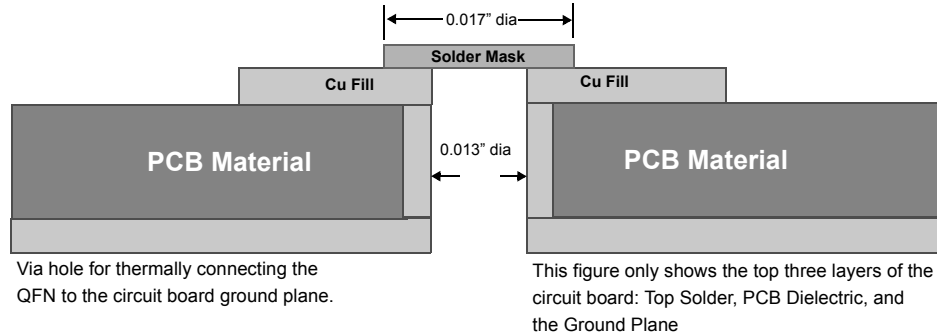 0.017” dia
Solder Mask
Cu Fill
Cu Fill
PCB Material
0.013” dia
PCB Material
Via hole for thermally connecting the
QFN to the circuit board ground plane.
This figure only shows the top three layers of the
circuit board: Top Solder, PCB Dielectric, and
the Ground Plane